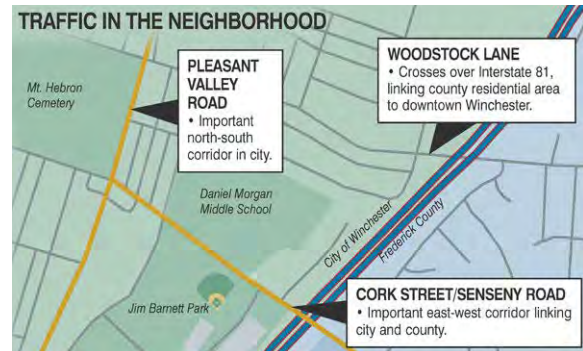 TRAFFIC IN THE NEIGHBORHOOD
Mt. Hebron
Cemetery
PLEASANT
VALLEY
ROAD
• Important
north-south
corridor in city.
WOODSTOCK LANE
• Crosses over Interstate 81,
linking county residential area
to downtown Winchester.
Daniel Morgan
Middle School
City of Winchester
Frederick County
Jim Barnett Park
CORK STREET/SENSENY ROAD
• Important east-west corridor linking
city and county.